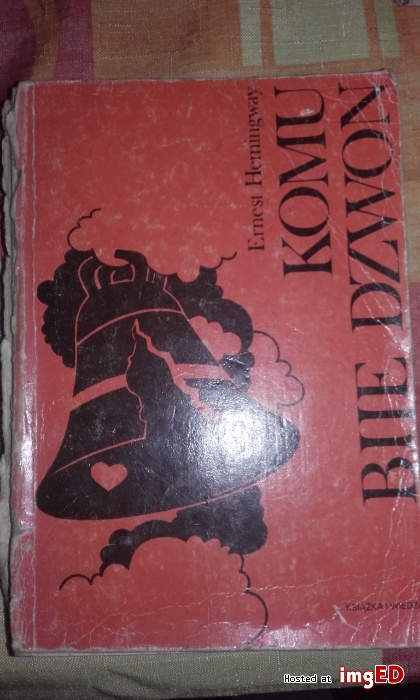 Ernest Hemingway
KOMU
BIJE DZWON
KSIĄŻKA I WIEDZA
Hosted at imgED